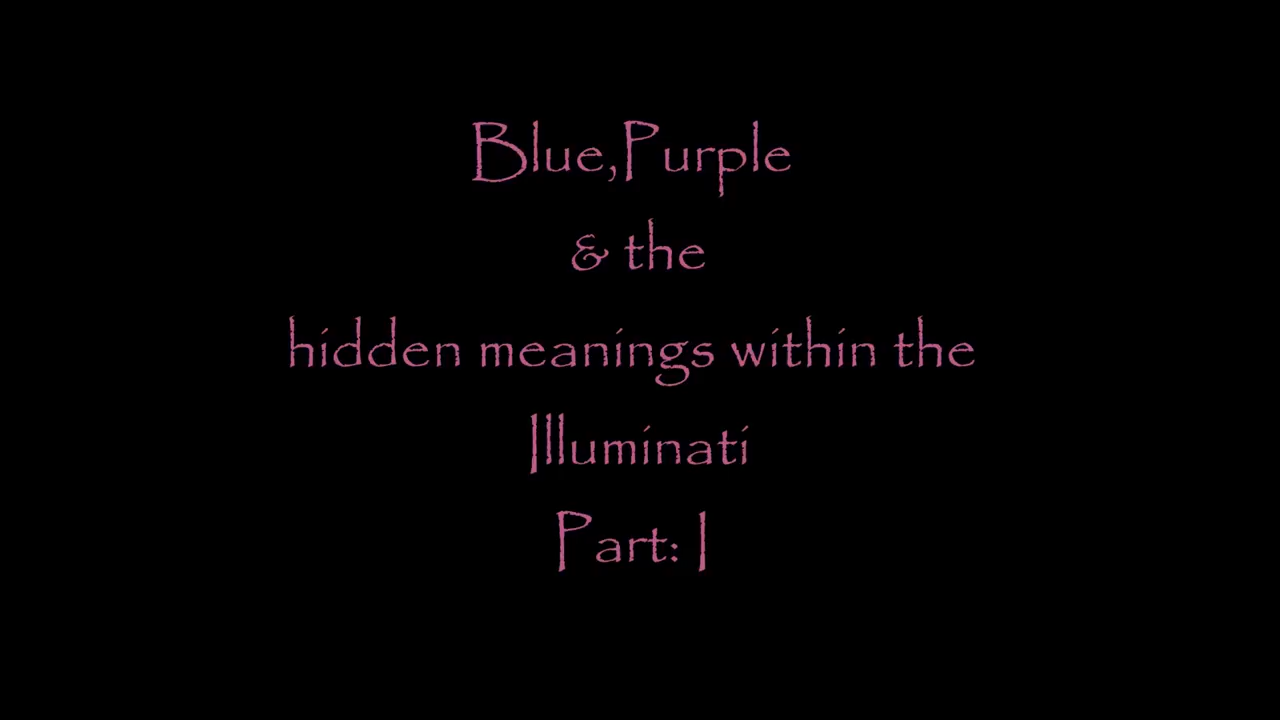 Blue,Purple
& the
hidden meanings within the
Illuminati
Part: I